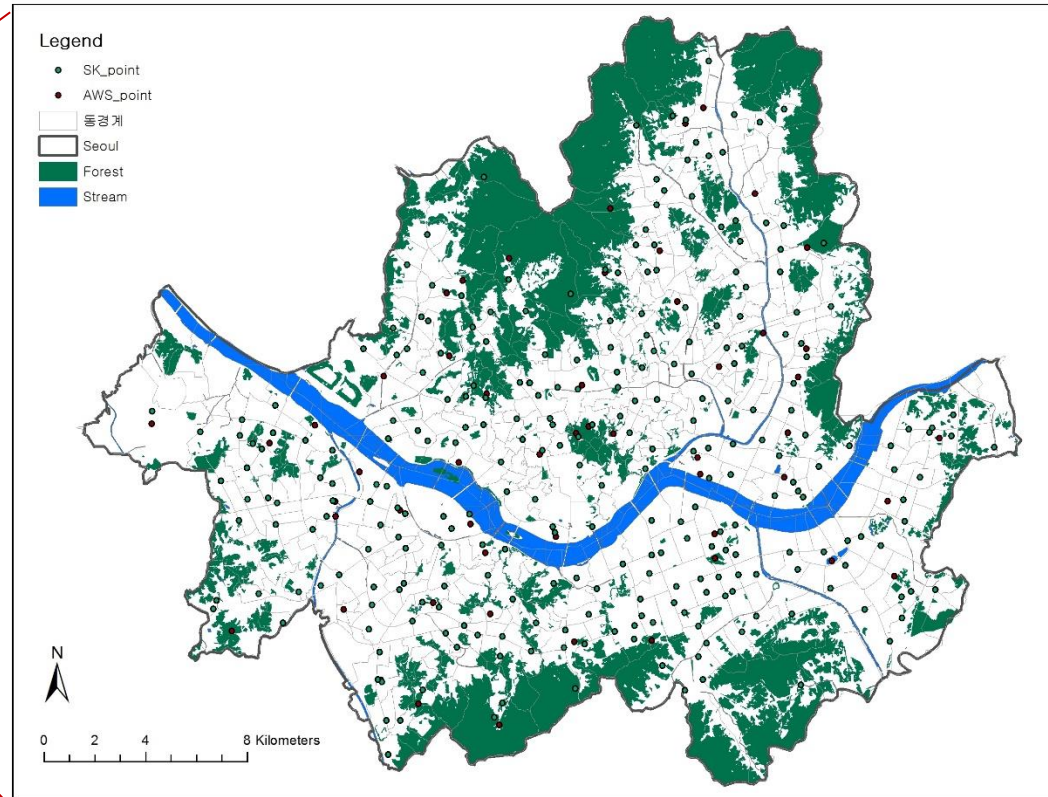 Legend
SK_point
AWS_point
동경계
Seoul
Forest
Stream
N
0 2 4 8 Kilometers